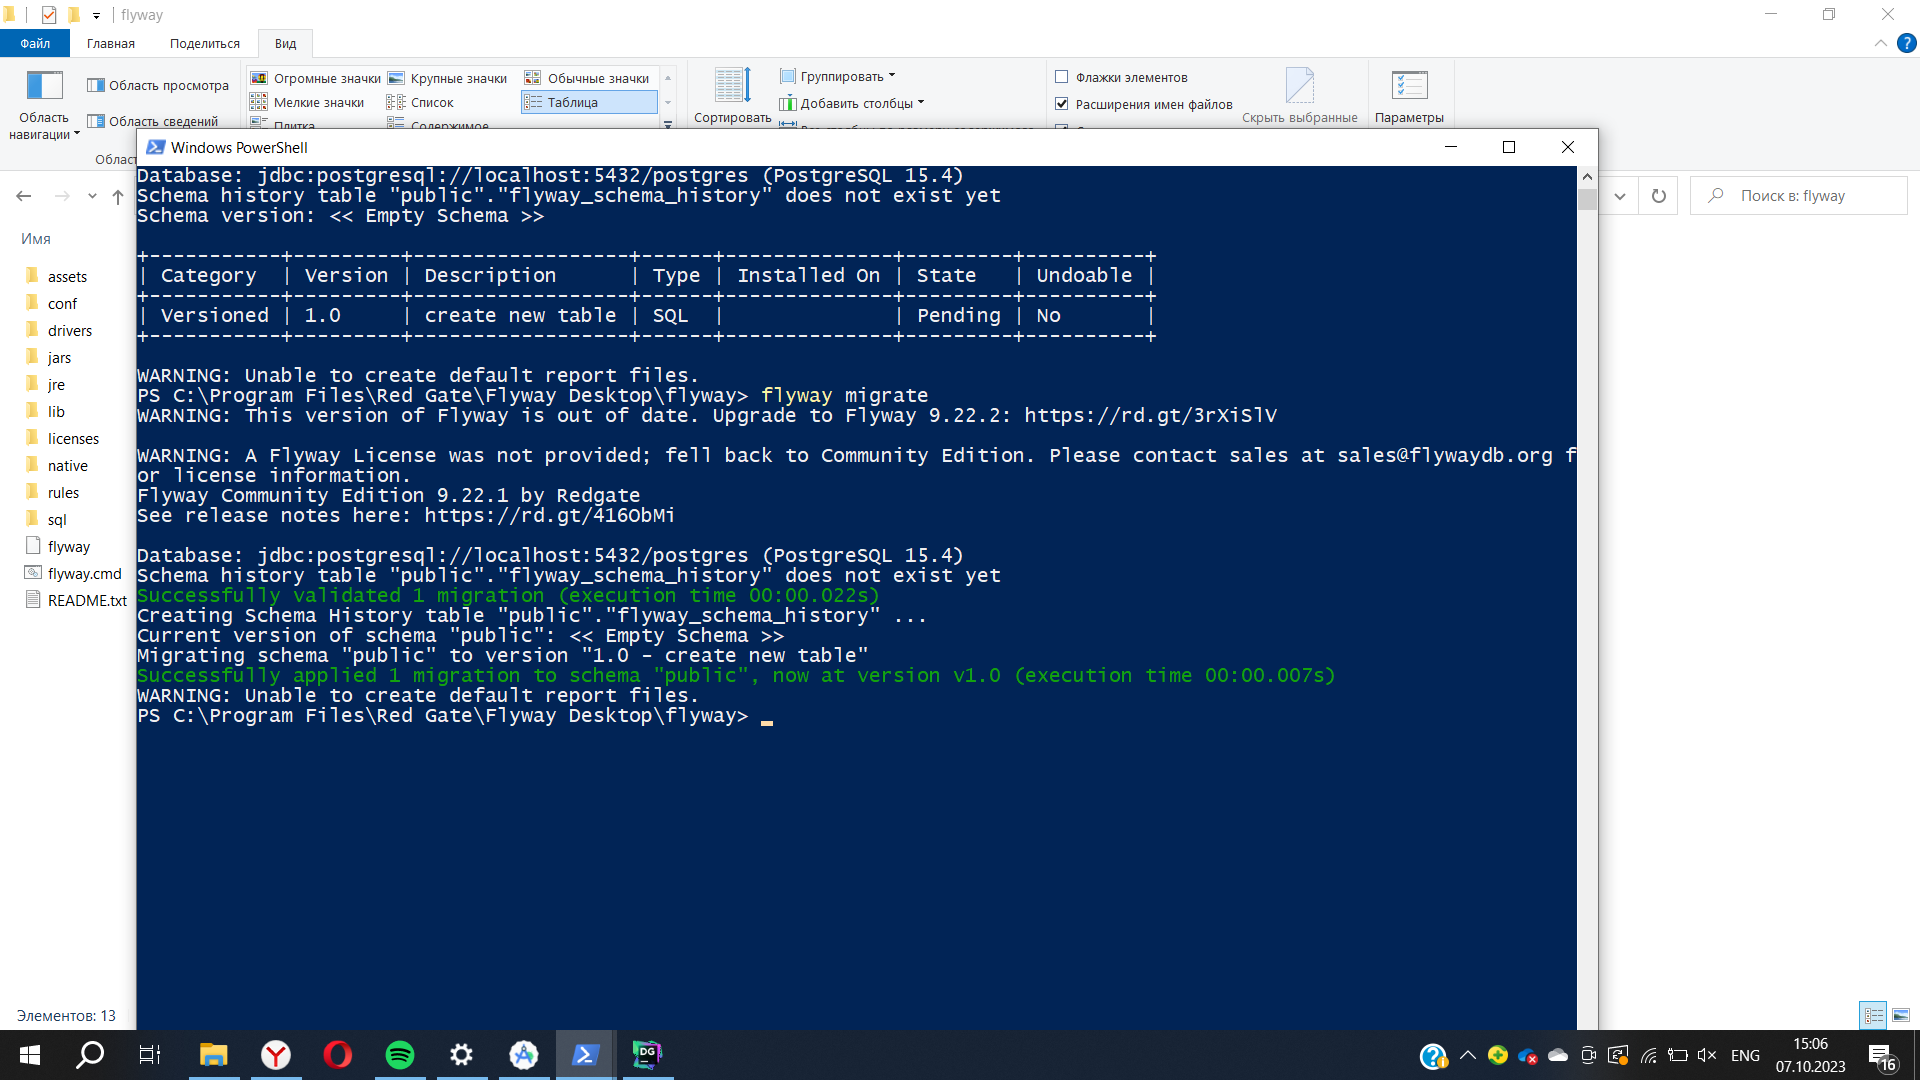 flyway
Файл
Главная
Поделиться
Вид
Область навигации
Область просмотра
Область сведений
Огромные значки
Крупные значки
Обычные значки
Мелкие значки
Список
Таблица
Плитка
Содержимое
Сортировать
Группировать
Добавить столбцы
Флажки элементов
Расширения имен файлов
Скрыть выбранные
Параметры
Windows PowerShell
Поиск в: flyway
Имя
assets
conf
drivers
jars
jre
lib
licenses
native
rules
sql
flyway
flyway.cmd
README.txt
Database: jdbc:postgresql://localhost:5432/postgres (PostgreSQL 15.4)
Schema history table "public"."flyway_schema_history" does not exist yet
Schema version: << Empty Schema >>
+-----------+---------+------------------+------+--------------+---------+----------+
| Category  | Version | Description      | Type | Installed On | State   | Undoable |
+-----------+---------+------------------+------+--------------+---------+----------+
| Versioned | 1.0     | create new table | SQL  |              | Pending | No       |
+-----------+---------+------------------+------+--------------+---------+----------+
WARNING: Unable to create default report files.
PS C:\Program Files\Red Gate\Flyway Desktop\flyway> flyway migrate
WARNING: This version of Flyway is out of date. Upgrade to Flyway 9.22.2: https://rd.gt/3rXiSlV
WARNING: A Flyway License was not provided; fell back to Community Edition. Please contact sales at sales@flywaydb.org f
or license information.
Flyway Community Edition 9.22.1 by Redgate
See release notes here: https://rd.gt/416ObMi
Database: jdbc:postgresql://localhost:5432/postgres (PostgreSQL 15.4)
Schema history table "public"."flyway_schema_history" does not exist yet
Successfully validated 1 migration (execution time 00:00.022s)
Creating Schema History table "public"."flyway_schema_history" ...
Current version of schema "public": << Empty Schema >>
Migrating schema "public" to version "1.0 - create new table"
Successfully applied 1 migration to schema "public", now at version v1.0 (execution time 00:00.007s)
WARNING: Unable to create default report files.
PS C:\Program Files\Red Gate\Flyway Desktop\flyway>
Элементов: 13
DG
ENG
15:06
07.10.2023
16